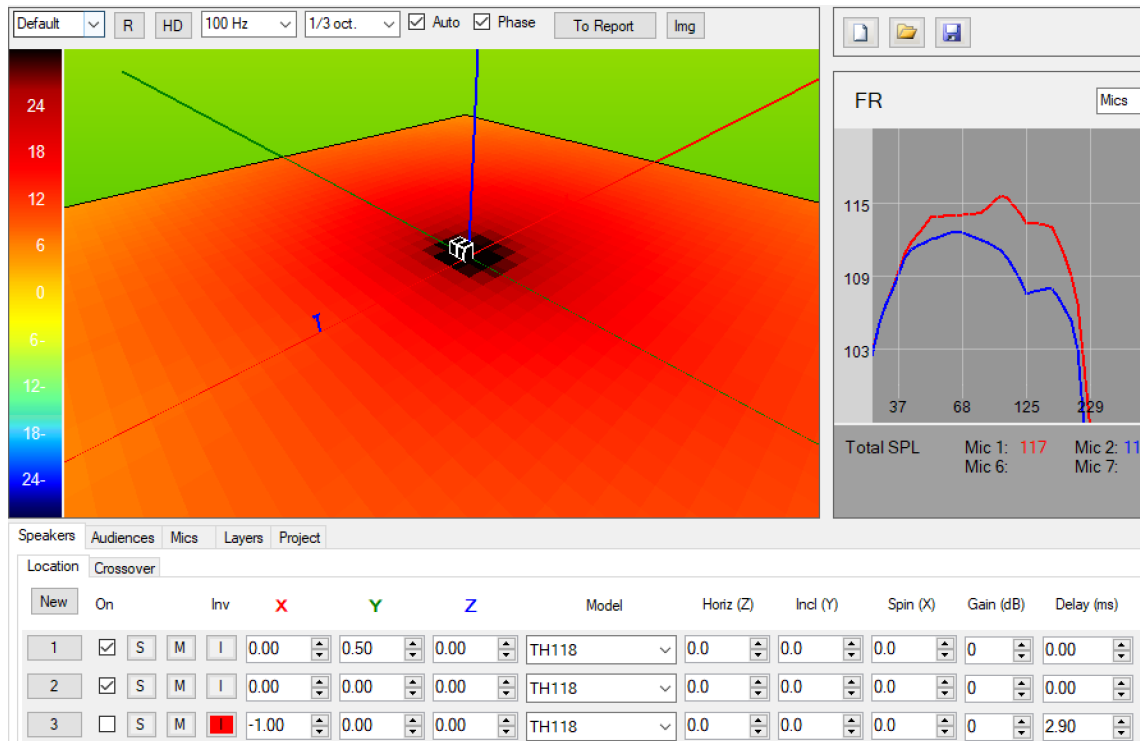 Default R HD 100 Hz 1/3 oct. Auto Phase To Report Img
24
18
12
6
0
6-
12-
18-
24-
FR Mics
115
109
103
37 68 125 229
Total SPL Mic 1: 117 Mic 2: 11
Mic 6: Mic 7:
Speakers Audiences Mics Layers Project
Location Crossover
New On Inv X Y Z Model Horiz (Z) Incl (Y) Spin (X) Gain (dB) Delay (ms)
1 S M I 0.00 0.50 0.00 TH118 0.0 0.0 0.0 0 0.00
2 S M I 0.00 0.00 0.00 TH118 0.0 0.0 0.0 0 0.00
3 S M I -1.00 0.00 0.00 TH118 0.0 0.0 0.0 0 2.90